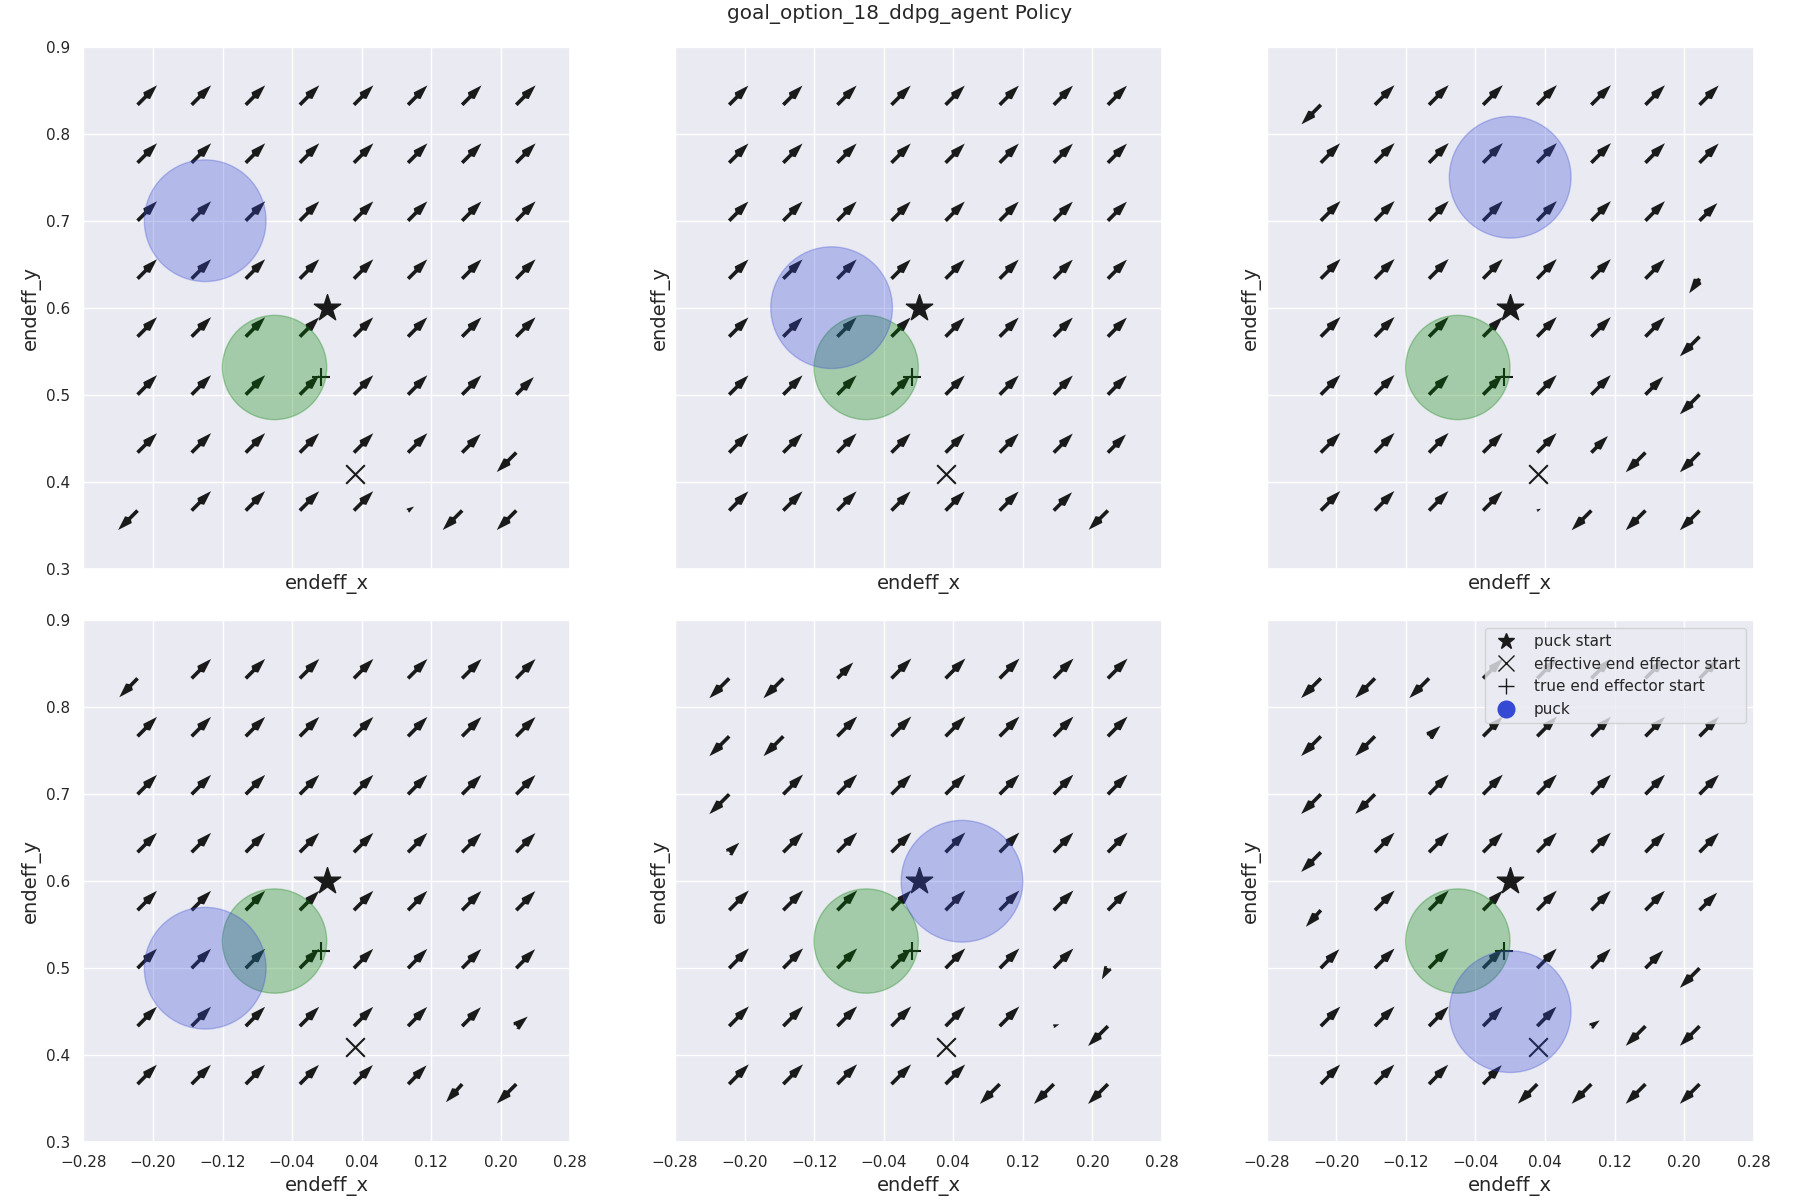 goal_option_18_ddpg_agent Policy
0.9
0.8
0.7
0.6
0.5
0.4
0.3
endeff_y
endeff_x
endeff_y
endeff_x
endeff_y
endeff_x
0.9
0.8
0.7
0.6
0.5
0.4
0.3
endeff_y
−0.28 −0.20 −0.12 −0.04 0.04 0.12 0.20 0.28
endeff_x
endeff_y
−0.28 −0.20 −0.12 −0.04 0.04 0.12 0.20 0.28
endeff_x
puck start
effective end effector start
true end effector start
puck
endeff_y
−0.28 −0.20 −0.12 −0.04 0.04 0.12 0.20 0.28
endeff_x